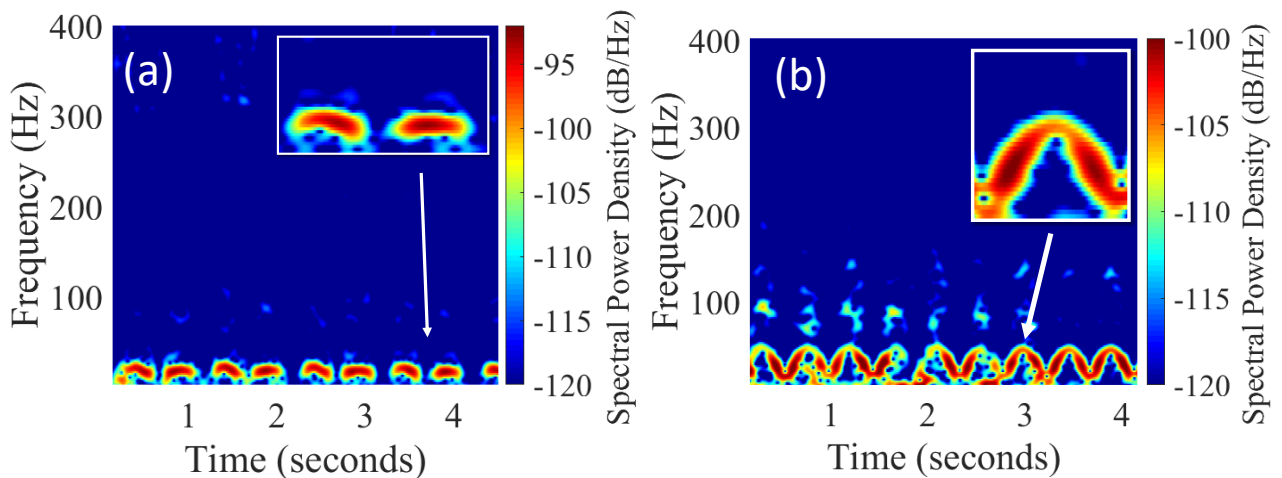 (a)
400
300
200
100
Frequency (Hz)
1 2 3 4
Time (seconds)
-95
-100
-105
-110
-115
-120
Spectral Power Density (dB/Hz)
(b)
400
300
200
100
Frequency (Hz)
1 2 3 4
Time (seconds)
-100
-105
-110
-115
-120
Spectral Power Density (dB/Hz)